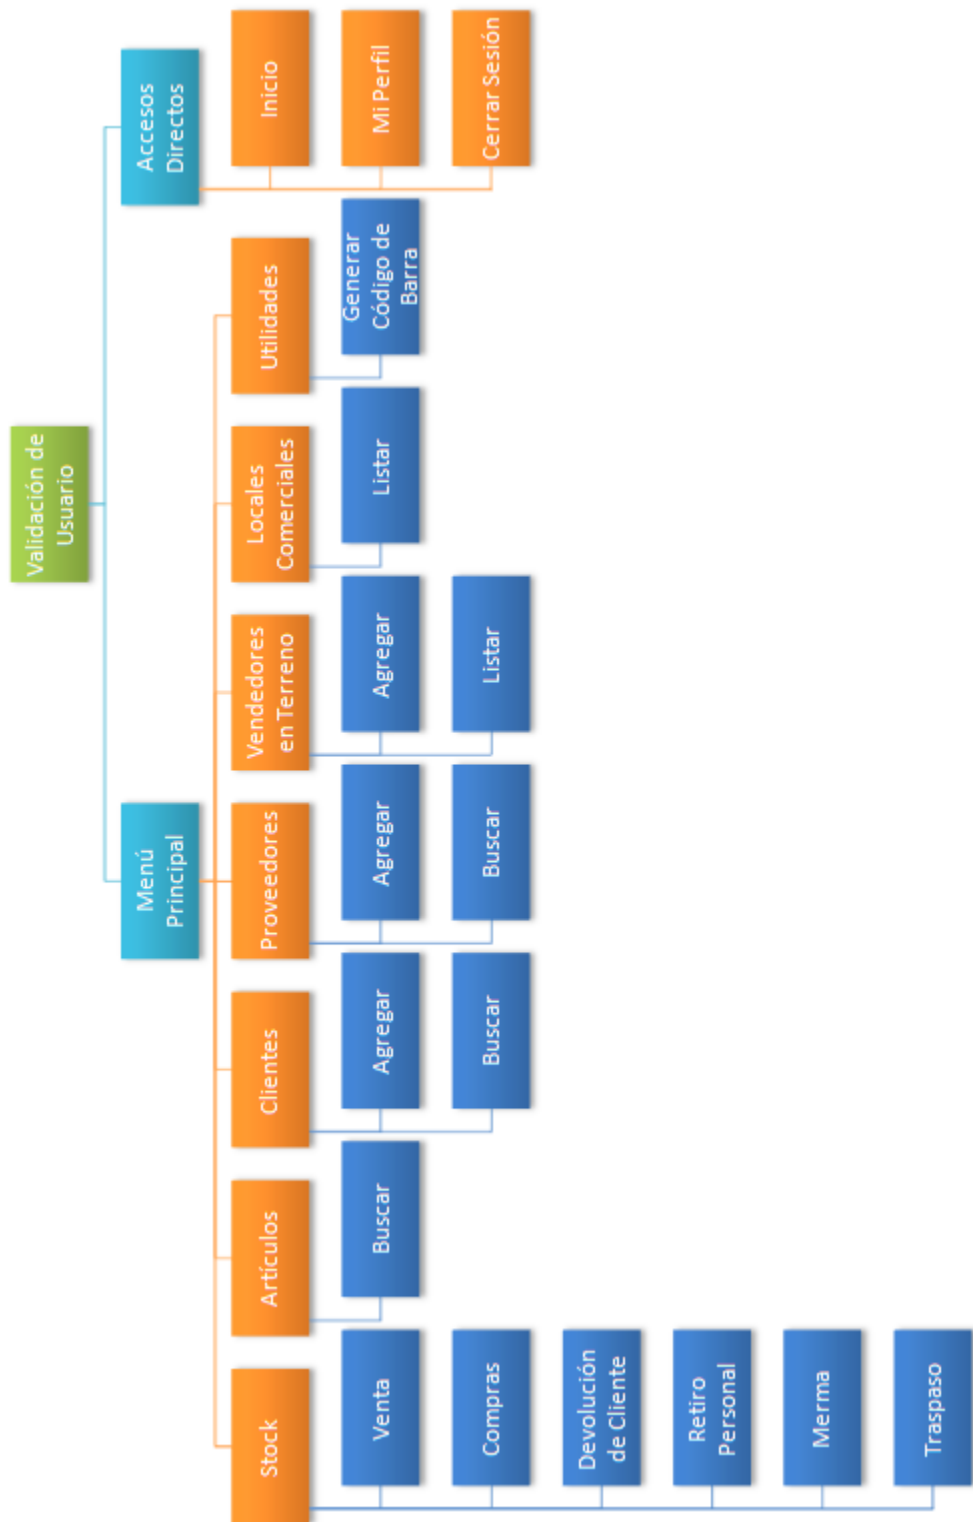 Validación de
Usuario
Menú
Principal
Accesos
Directos
Stock
Artículos
Clientes
Proveedores
Vendedores
en Terreno
Locales
Comerciales
Utilidades
Inicio
Venta
Buscar
Agregar
Agregar
Agregar
Listar
Generar
Código de
Barra
Mi Perfil
Compras
Buscar
Buscar
Listar
Cerrar Sesión
Devolución
de Cliente
Retiro
Personal
Merma
Traspaso